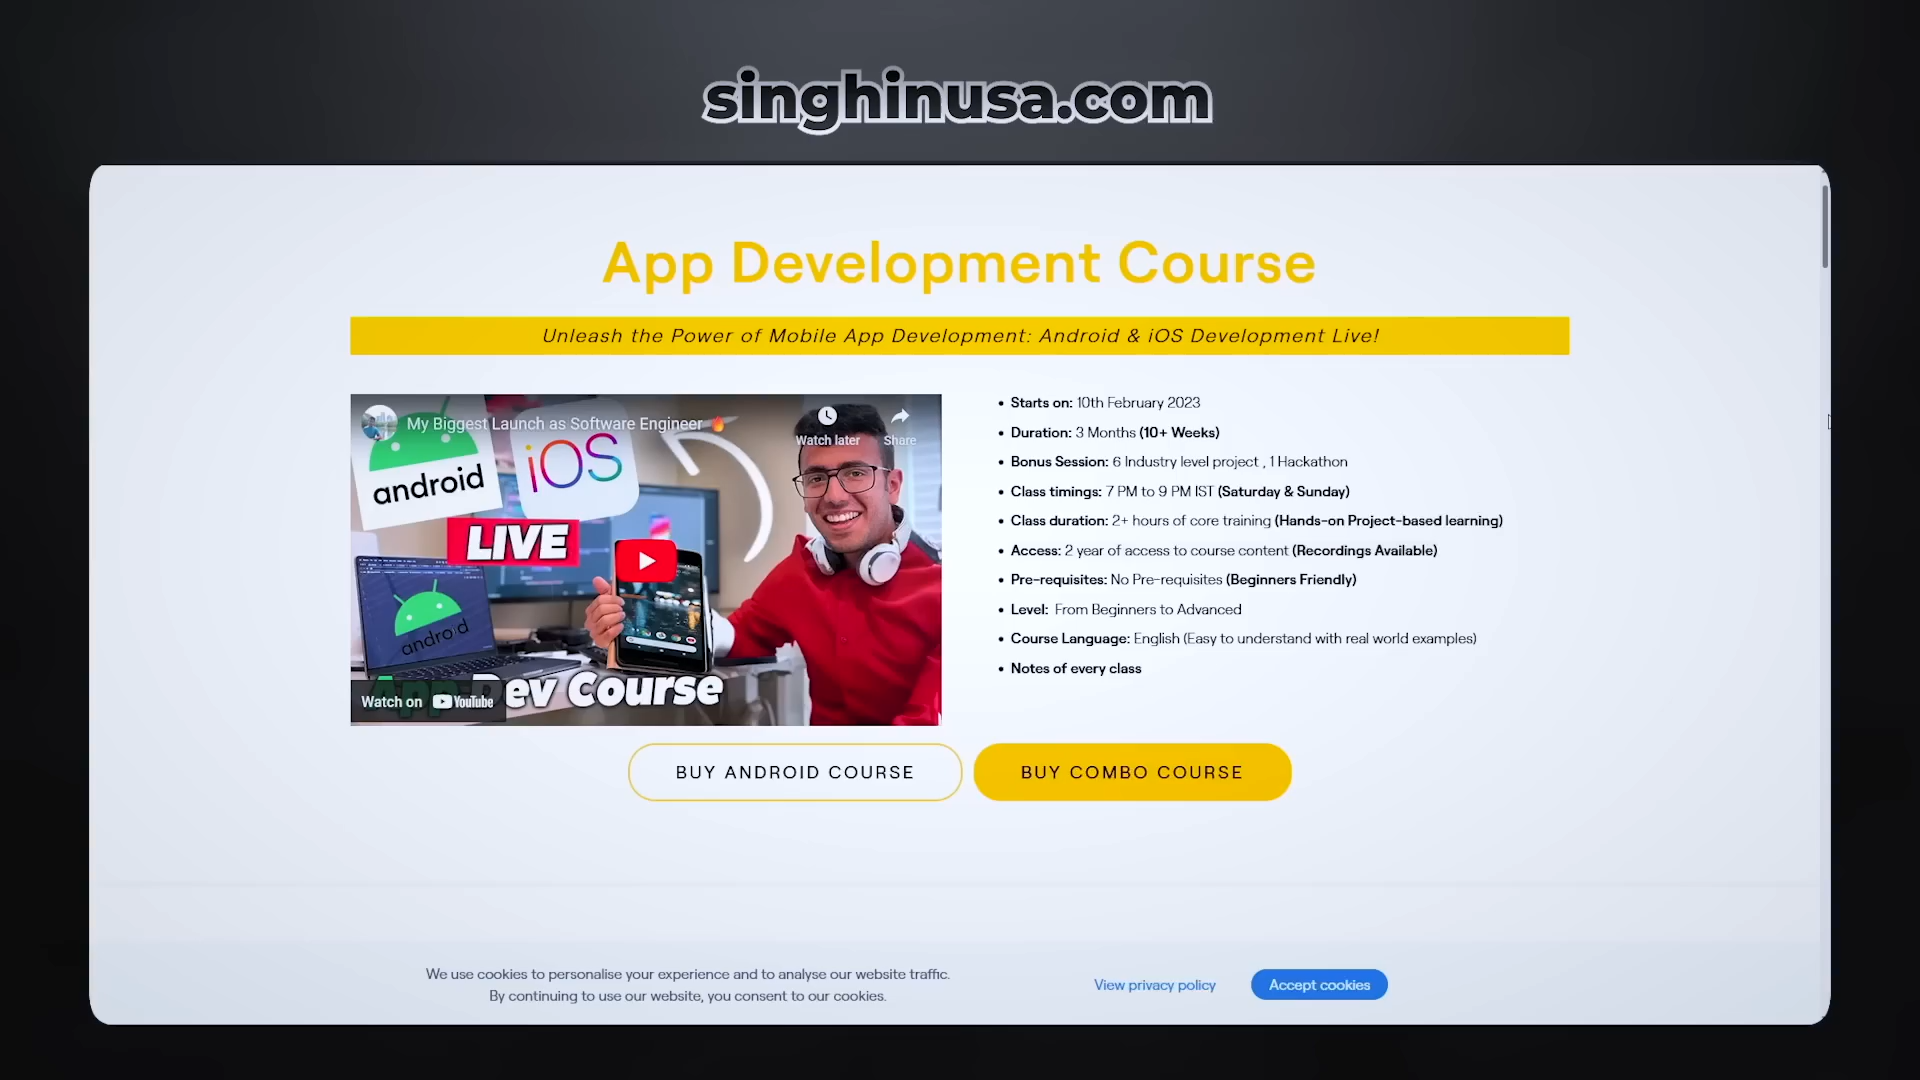 singhinusa.com
App Development Course
Unleash the Power of Mobile App Development: Android & iOS Development Live!
My Biggest Launch as Software Engineer 🔥
Watch later
Share
android
iOS
LIVE
android
App Dev Course
Watch on YouTube
• Starts on: 10th February 2023
• Duration: 3 Months (10+ Weeks)
• Bonus Session: 6 Industry level project , 1 Hackathon
• Class timings: 7 PM to 9 PM IST (Saturday & Sunday)
• Class duration: 2+ hours of core training (Hands-on Project-based learning)
• Access: 2 year of access to course content (Recordings Available)
• Pre-requisites: No Pre-requisites (Beginners Friendly)
• Level: From Beginners to Advanced
• Course Language: English (Easy to understand with real world examples)
• Notes of every class
BUY ANDROID COURSE
BUY COMBO COURSE
We use cookies to personalise your experience and to analyse our website traffic.
By continuing to use our website, you consent to our cookies.
View privacy policy
Accept cookies